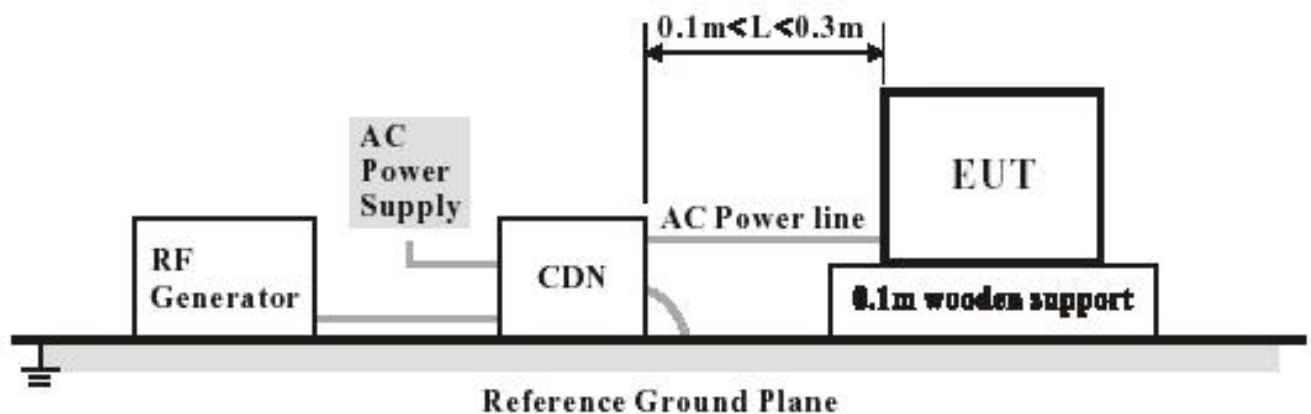 0.1m<L<0.3m
AC
Power
Supply
EUT
AC Power line
RF
Generator
CDN
0.1m wooden support
Reference Ground Plane